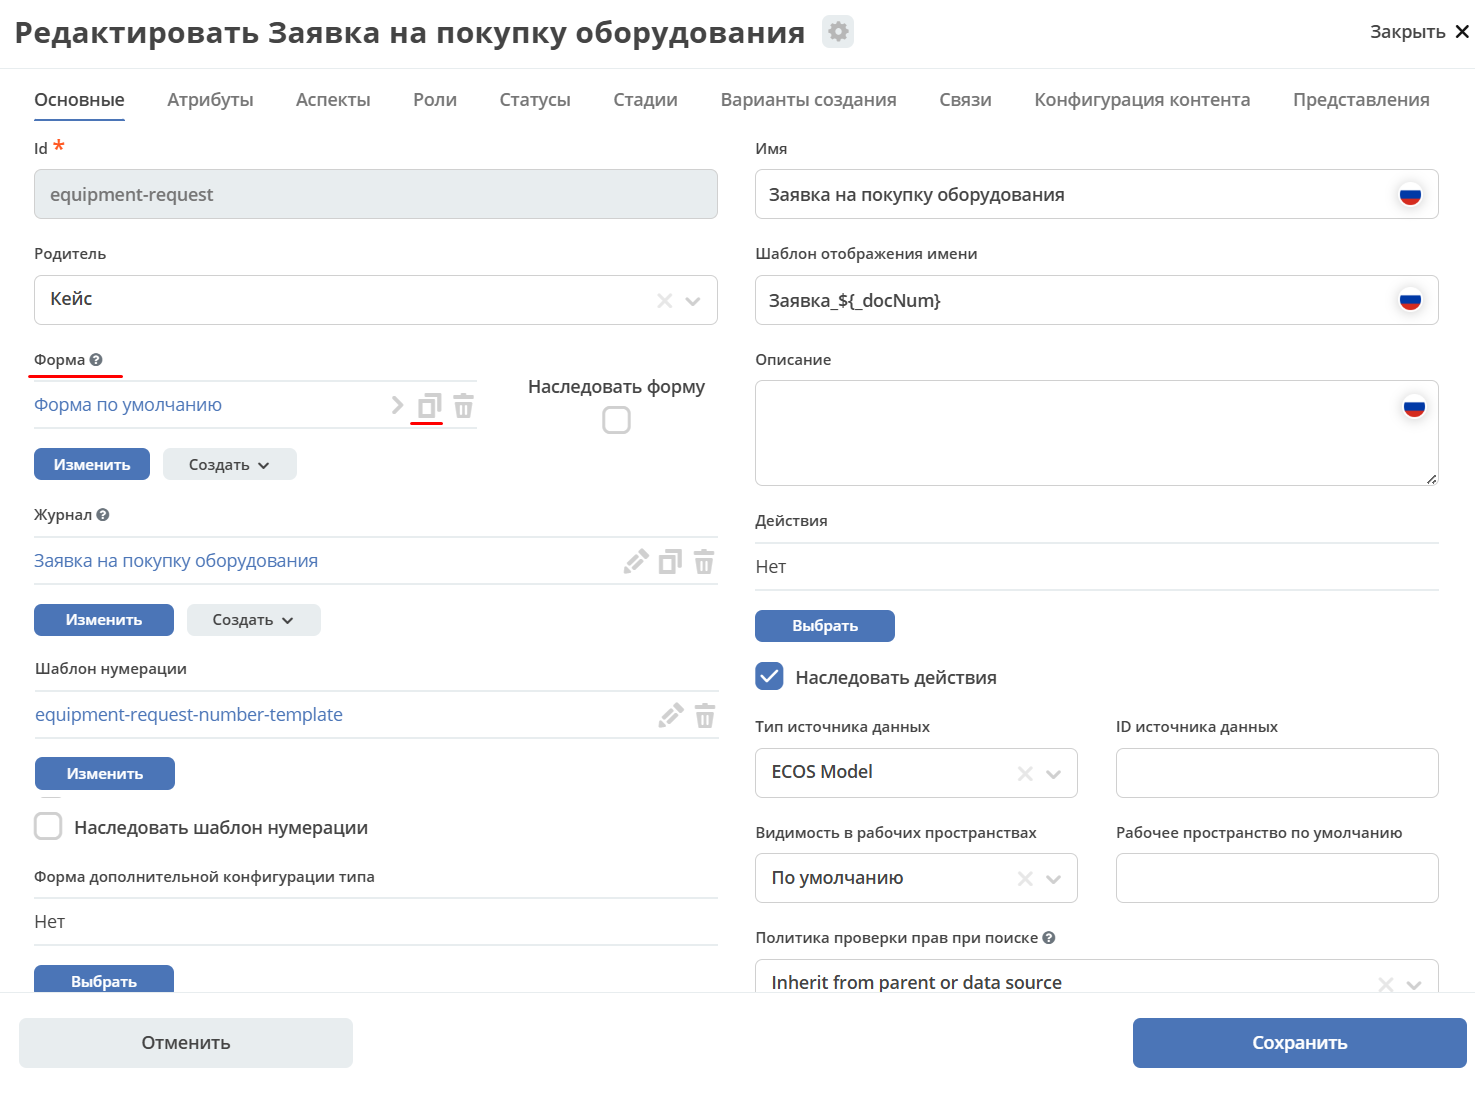 Редактировать Заявка на покупку оборудования
Закрыть
Основные Атрибуты Аспекты Роли Статусы Стадии Варианты создания Связи Конфигурация контента Представления
Id *
equipment-request
Имя
Заявка на покупку оборудования
Родитель
Кейс
Шаблон отображения имени
Заявка_${_docNum}
Форма
Форма по умолчанию
Наследовать форму
Изменить
Создать
Описание
Журнал
Заявка на покупку оборудования
Изменить
Создать
Действия
Нет
Выбрать
Наследовать действия
Шаблон нумерации
equipment-request-number-template
Изменить
Наследовать шаблон нумерации
Тип источника данных
ECOS Model
ID источника данных
Видимость в рабочих пространствах
По умолчанию
Рабочее пространство по умолчанию
Форма дополнительной конфигурации типа
Нет
Выбрать
Политика проверки прав при поиске
Inherit from parent or data source
Отменить
Сохранить